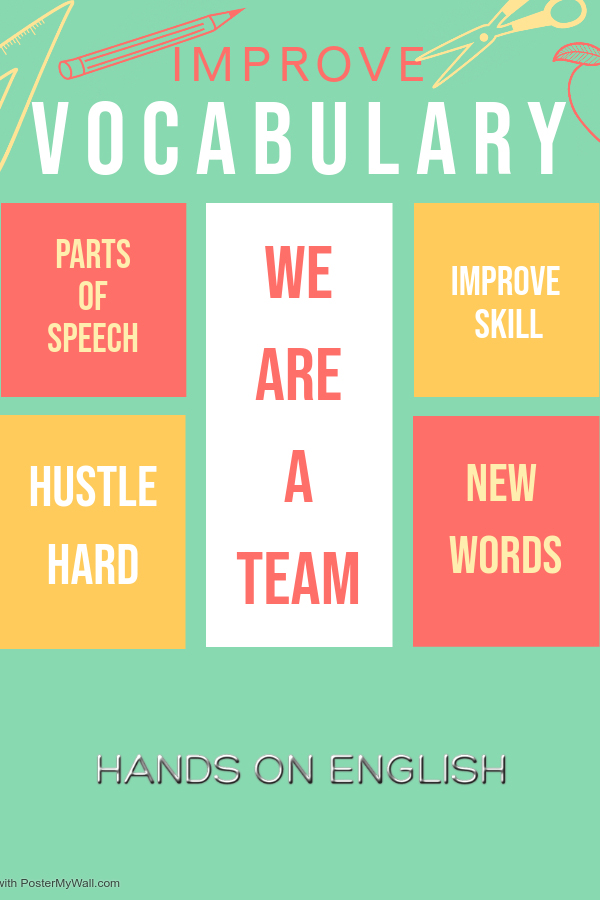 IMPROVE
VOCABULARY
PARTS
OF
SPEECH
HUSTLE
HARD
WE
ARE
A
TEAM
IMPROVE
SKILL
NEW
WORDS
HANDS ON ENGLISH
with PosterMyWall.com